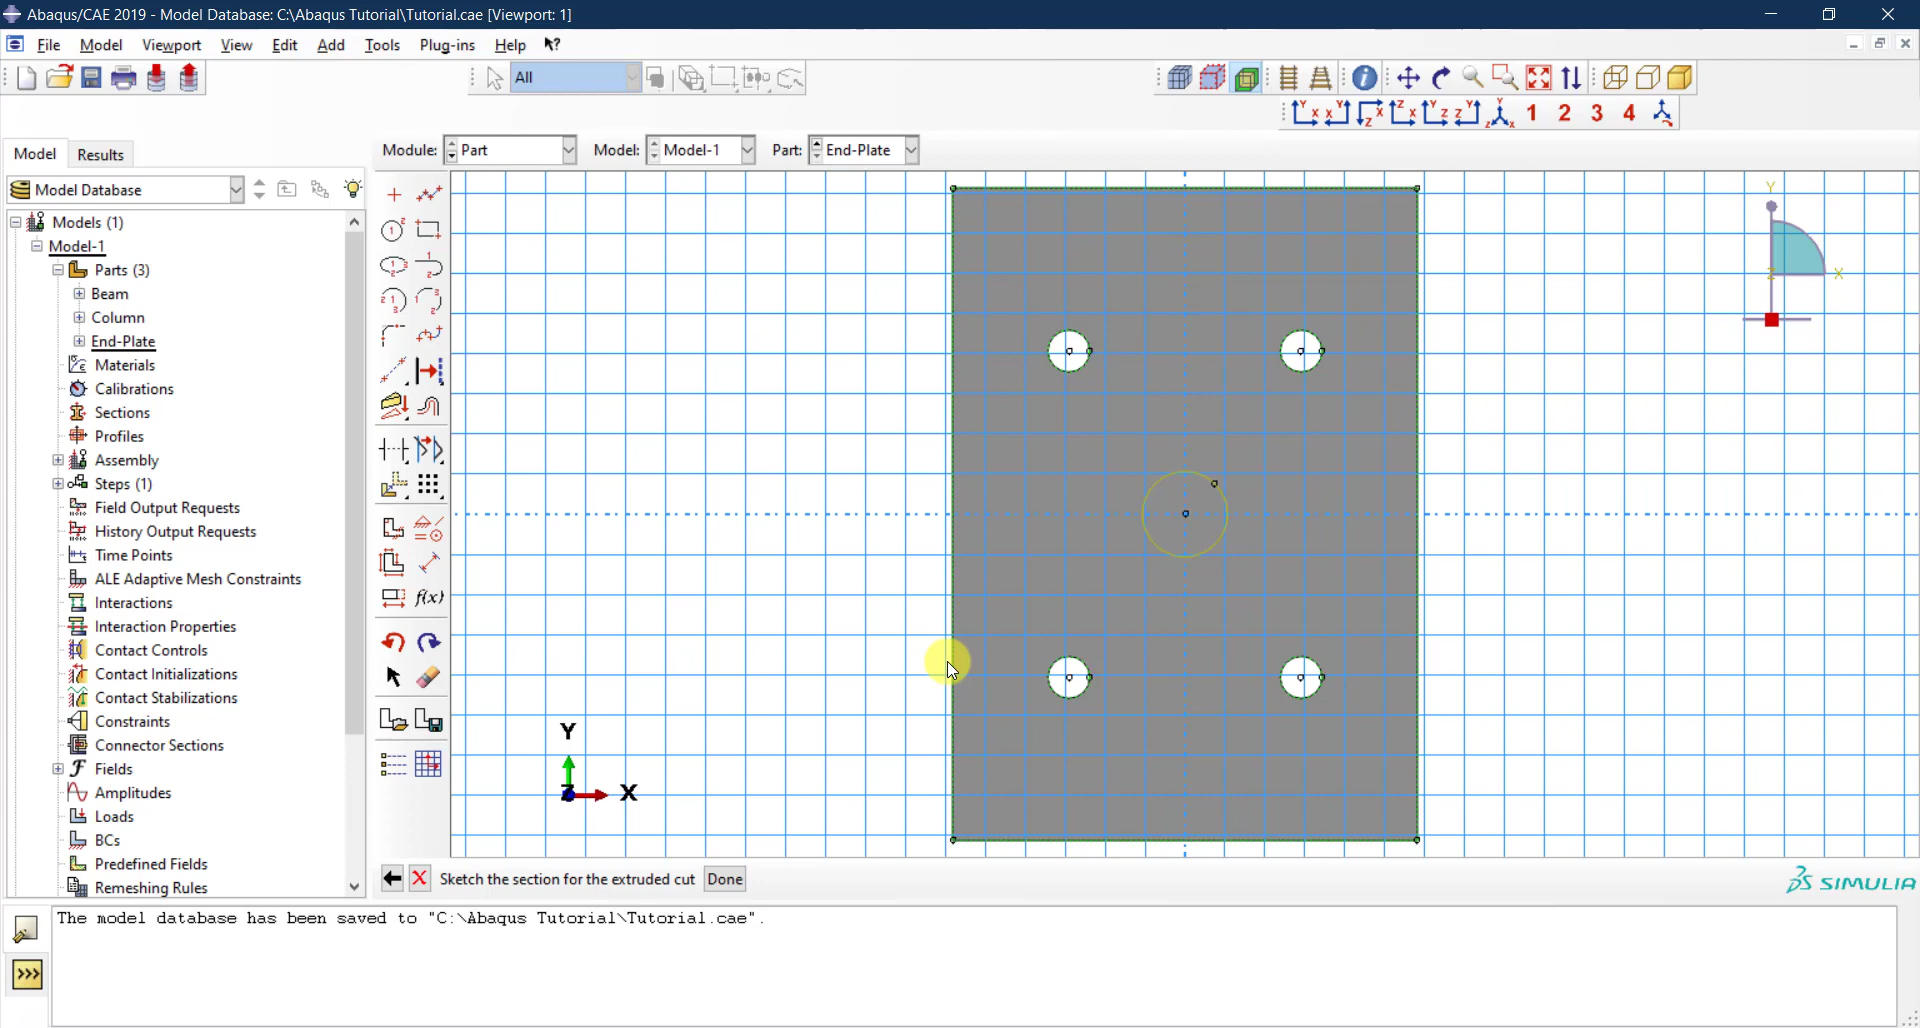 Abaqus/CAE 2019 - Model Database: C:\Abaqus Tutorial\Tutorial.cae [Viewport: 1]
File Model Viewport View Edit Add Tools Plug-ins Help ?
All
1 2 3 4
Model Results
Module: Part Model: Model-1 Part: End-Plate
Model Database
Models (1)
Model-1
Parts (3)
Beam
Column
End-Plate
Materials
Calibrations
Sections
Profiles
Assembly
Steps (1)
Field Output Requests
History Output Requests
Time Points
ALE Adaptive Mesh Constraints
Interactions
Interaction Properties
Contact Controls
Contact Initializations
Contact Stabilizations
Constraints
Connector Sections
Fields
Amplitudes
Loads
BCs
Predefined Fields
Remeshing Rules
f(x)
Y
X
Z
Y
X
Z
Sketch the section for the extruded cut Done
SIMULIA
The model database has been saved to "C:\Abaqus Tutorial\Tutorial.cae".
>>>